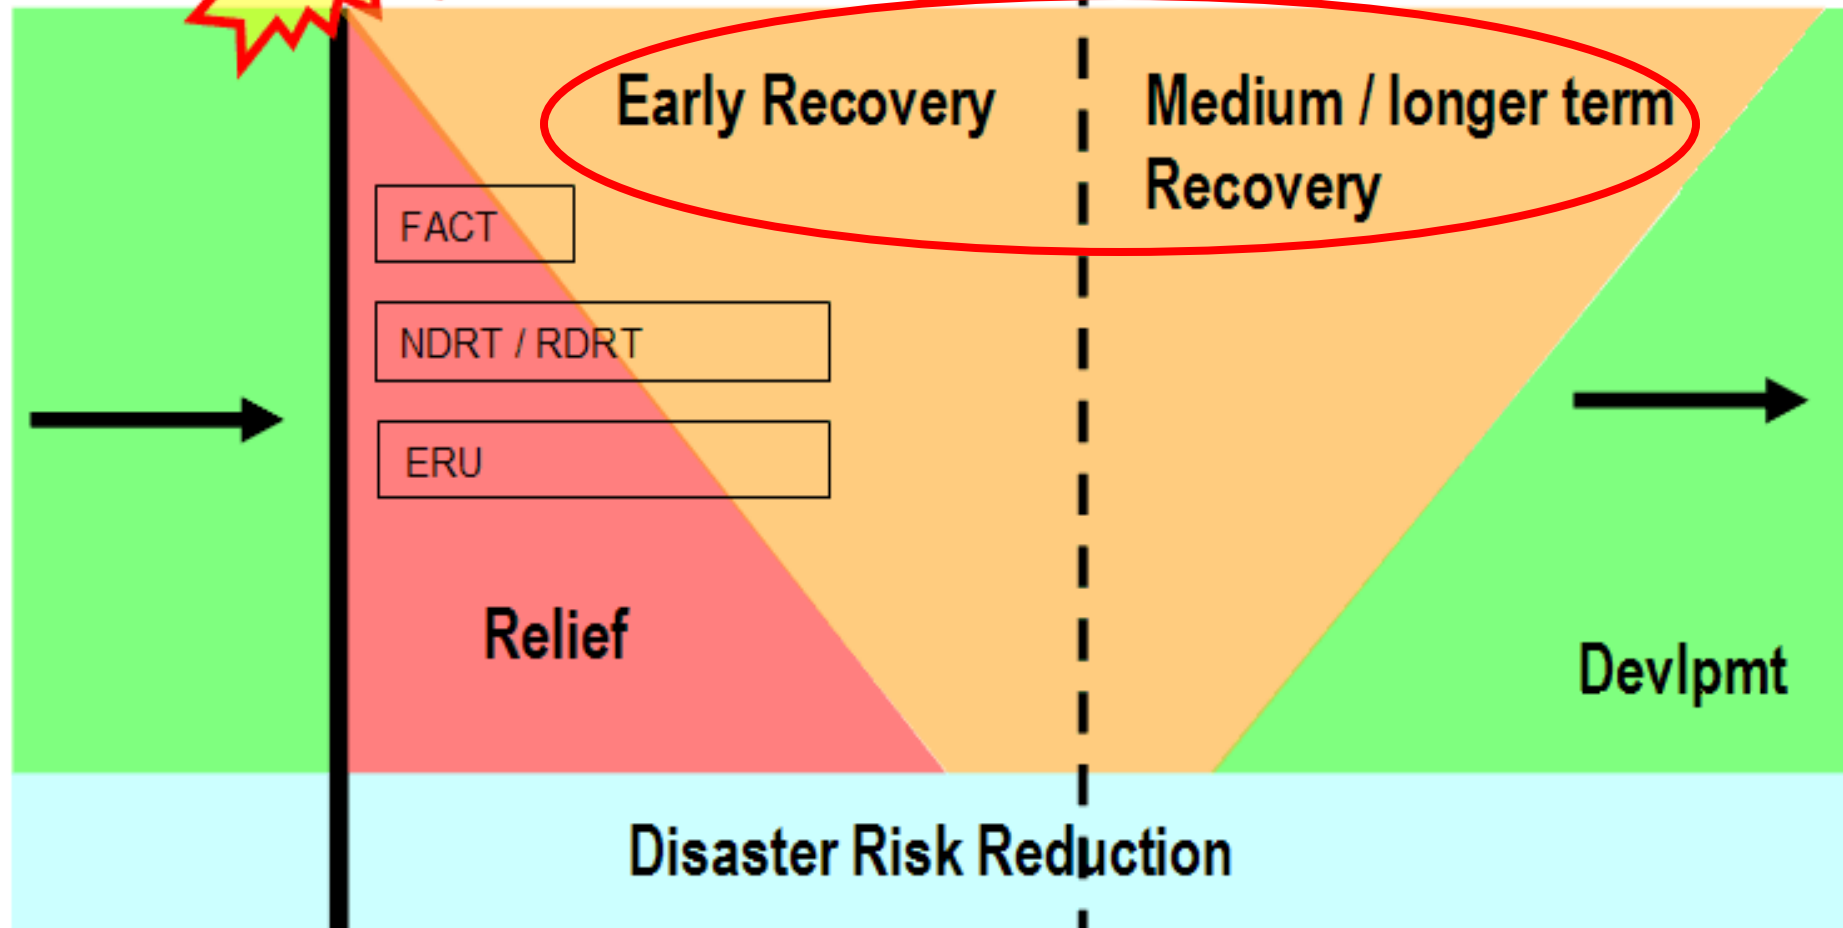 Early Recovery
Medium / longer term
Recovery
FACT
NDRT / RDRT
ERU
Relief
Devlpmt
Disaster Risk Reduction